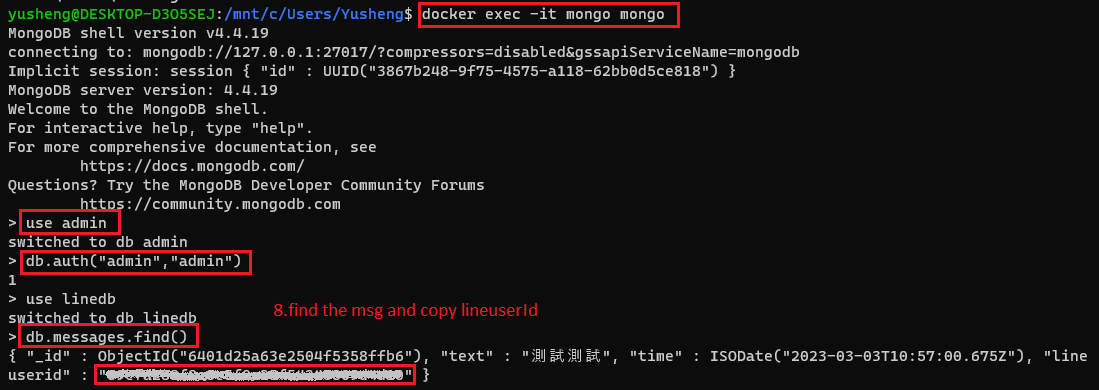 yusheng@DESKTOP-D3O5SEJ:/mnt/c/Users/Yusheng$ docker exec -it mongo mongo
MongoDB shell version v4.4.19
connecting to: mongodb://127.0.0.1:27017/?compressors=disabled&gssapiServiceName=mongodb
Implicit session: session { "id" : UUID("3867b248-9f75-4575-a118-62bb0d5ce818") }
MongoDB server version: 4.4.19
Welcome to the MongoDB shell.
For interactive help, type "help".
For more comprehensive documentation, see
https://docs.mongodb.com/
Questions? Try the MongoDB Developer Community Forums
https://community.mongodb.com
> use admin
switched to db admin
> db.auth("admin","admin")
1
> use linedb
8.find the msg and copy lineuserId
switched to db linedb
> db.messages.find()
{ "_id" : ObjectId("6401d25a63e2504f5358ffb6"), "text" : "測試測試", "time" : ISODate("2023-03-03T10:57:00.675Z"), "line
userid" : " " }